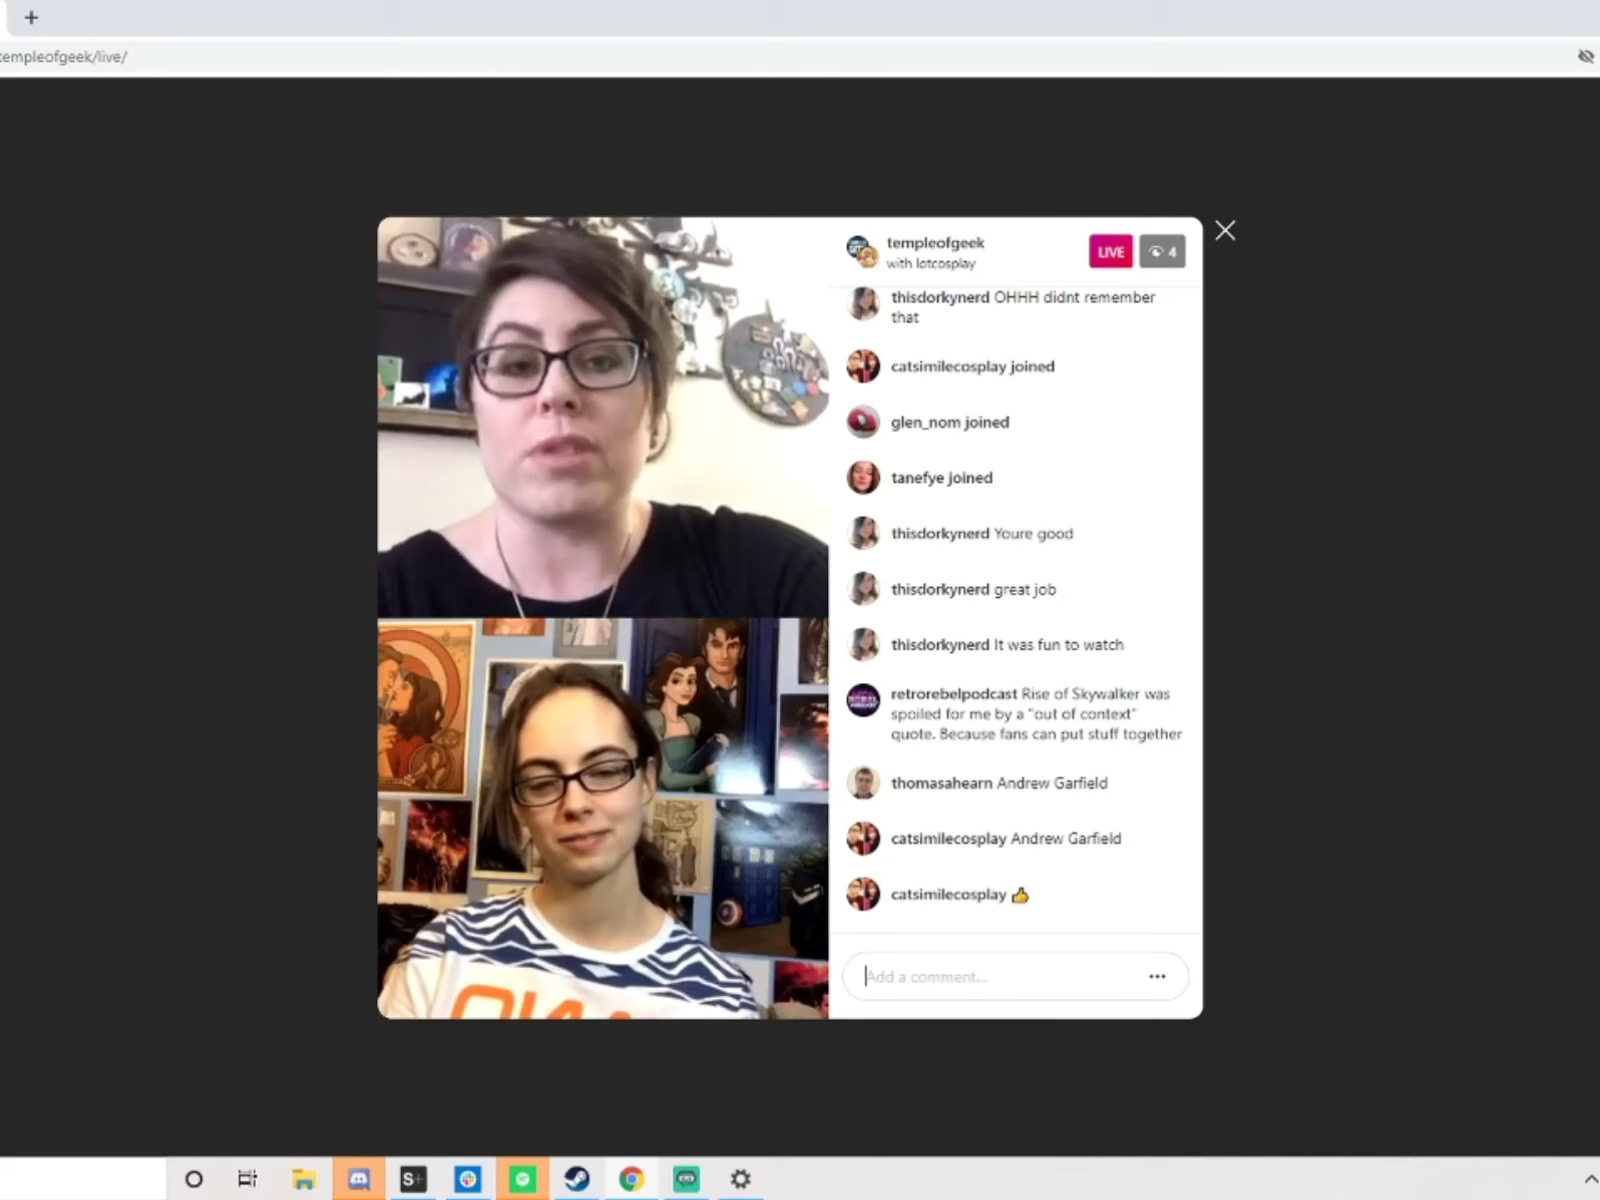 +
templeofgeek/live/
templeofgeek
with lotcosplay
LIVE
4
thisdorkynerd OHHH didnt remember
that
catsimilecosplay joined
glen_nom joined
tanefye joined
thisdorkynerd Youre good
thisdorkynerd great job
thisdorkynerd It was fun to watch
retrorebelpodcast Rise of Skywalker was
spoiled for me by a "out of context"
quote. Because fans can put stuff together
thomasahearn Andrew Garfield
catsimilecosplay Andrew Garfield
catsimilecosplay 👍
Add a comment...
S+